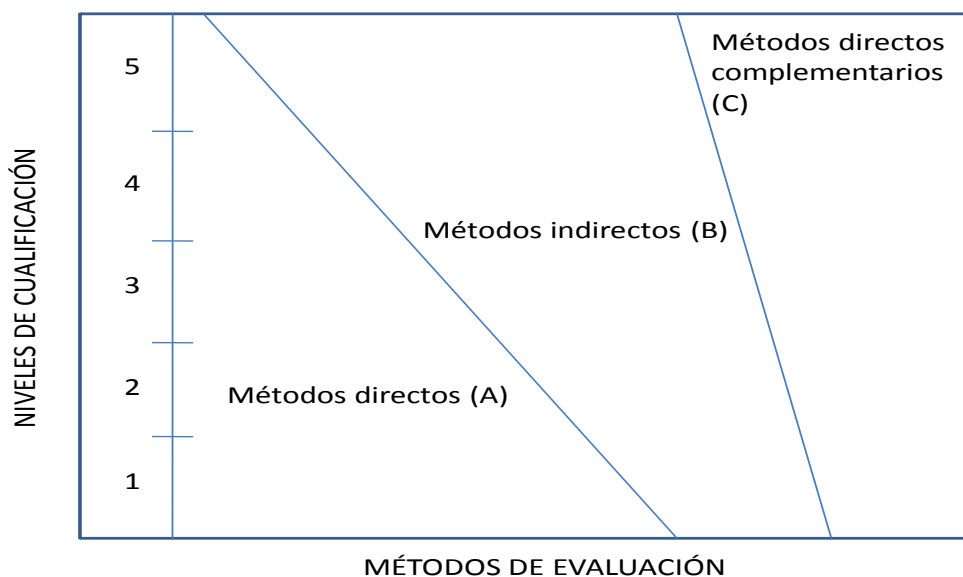 NIVELES DE CUALIFICACIÓN
5
4
3
2
1
Métodos directos
complementarios
(C)
Métodos indirectos (B)
Métodos directos (A)
MÉTODOS DE EVALUACIÓN